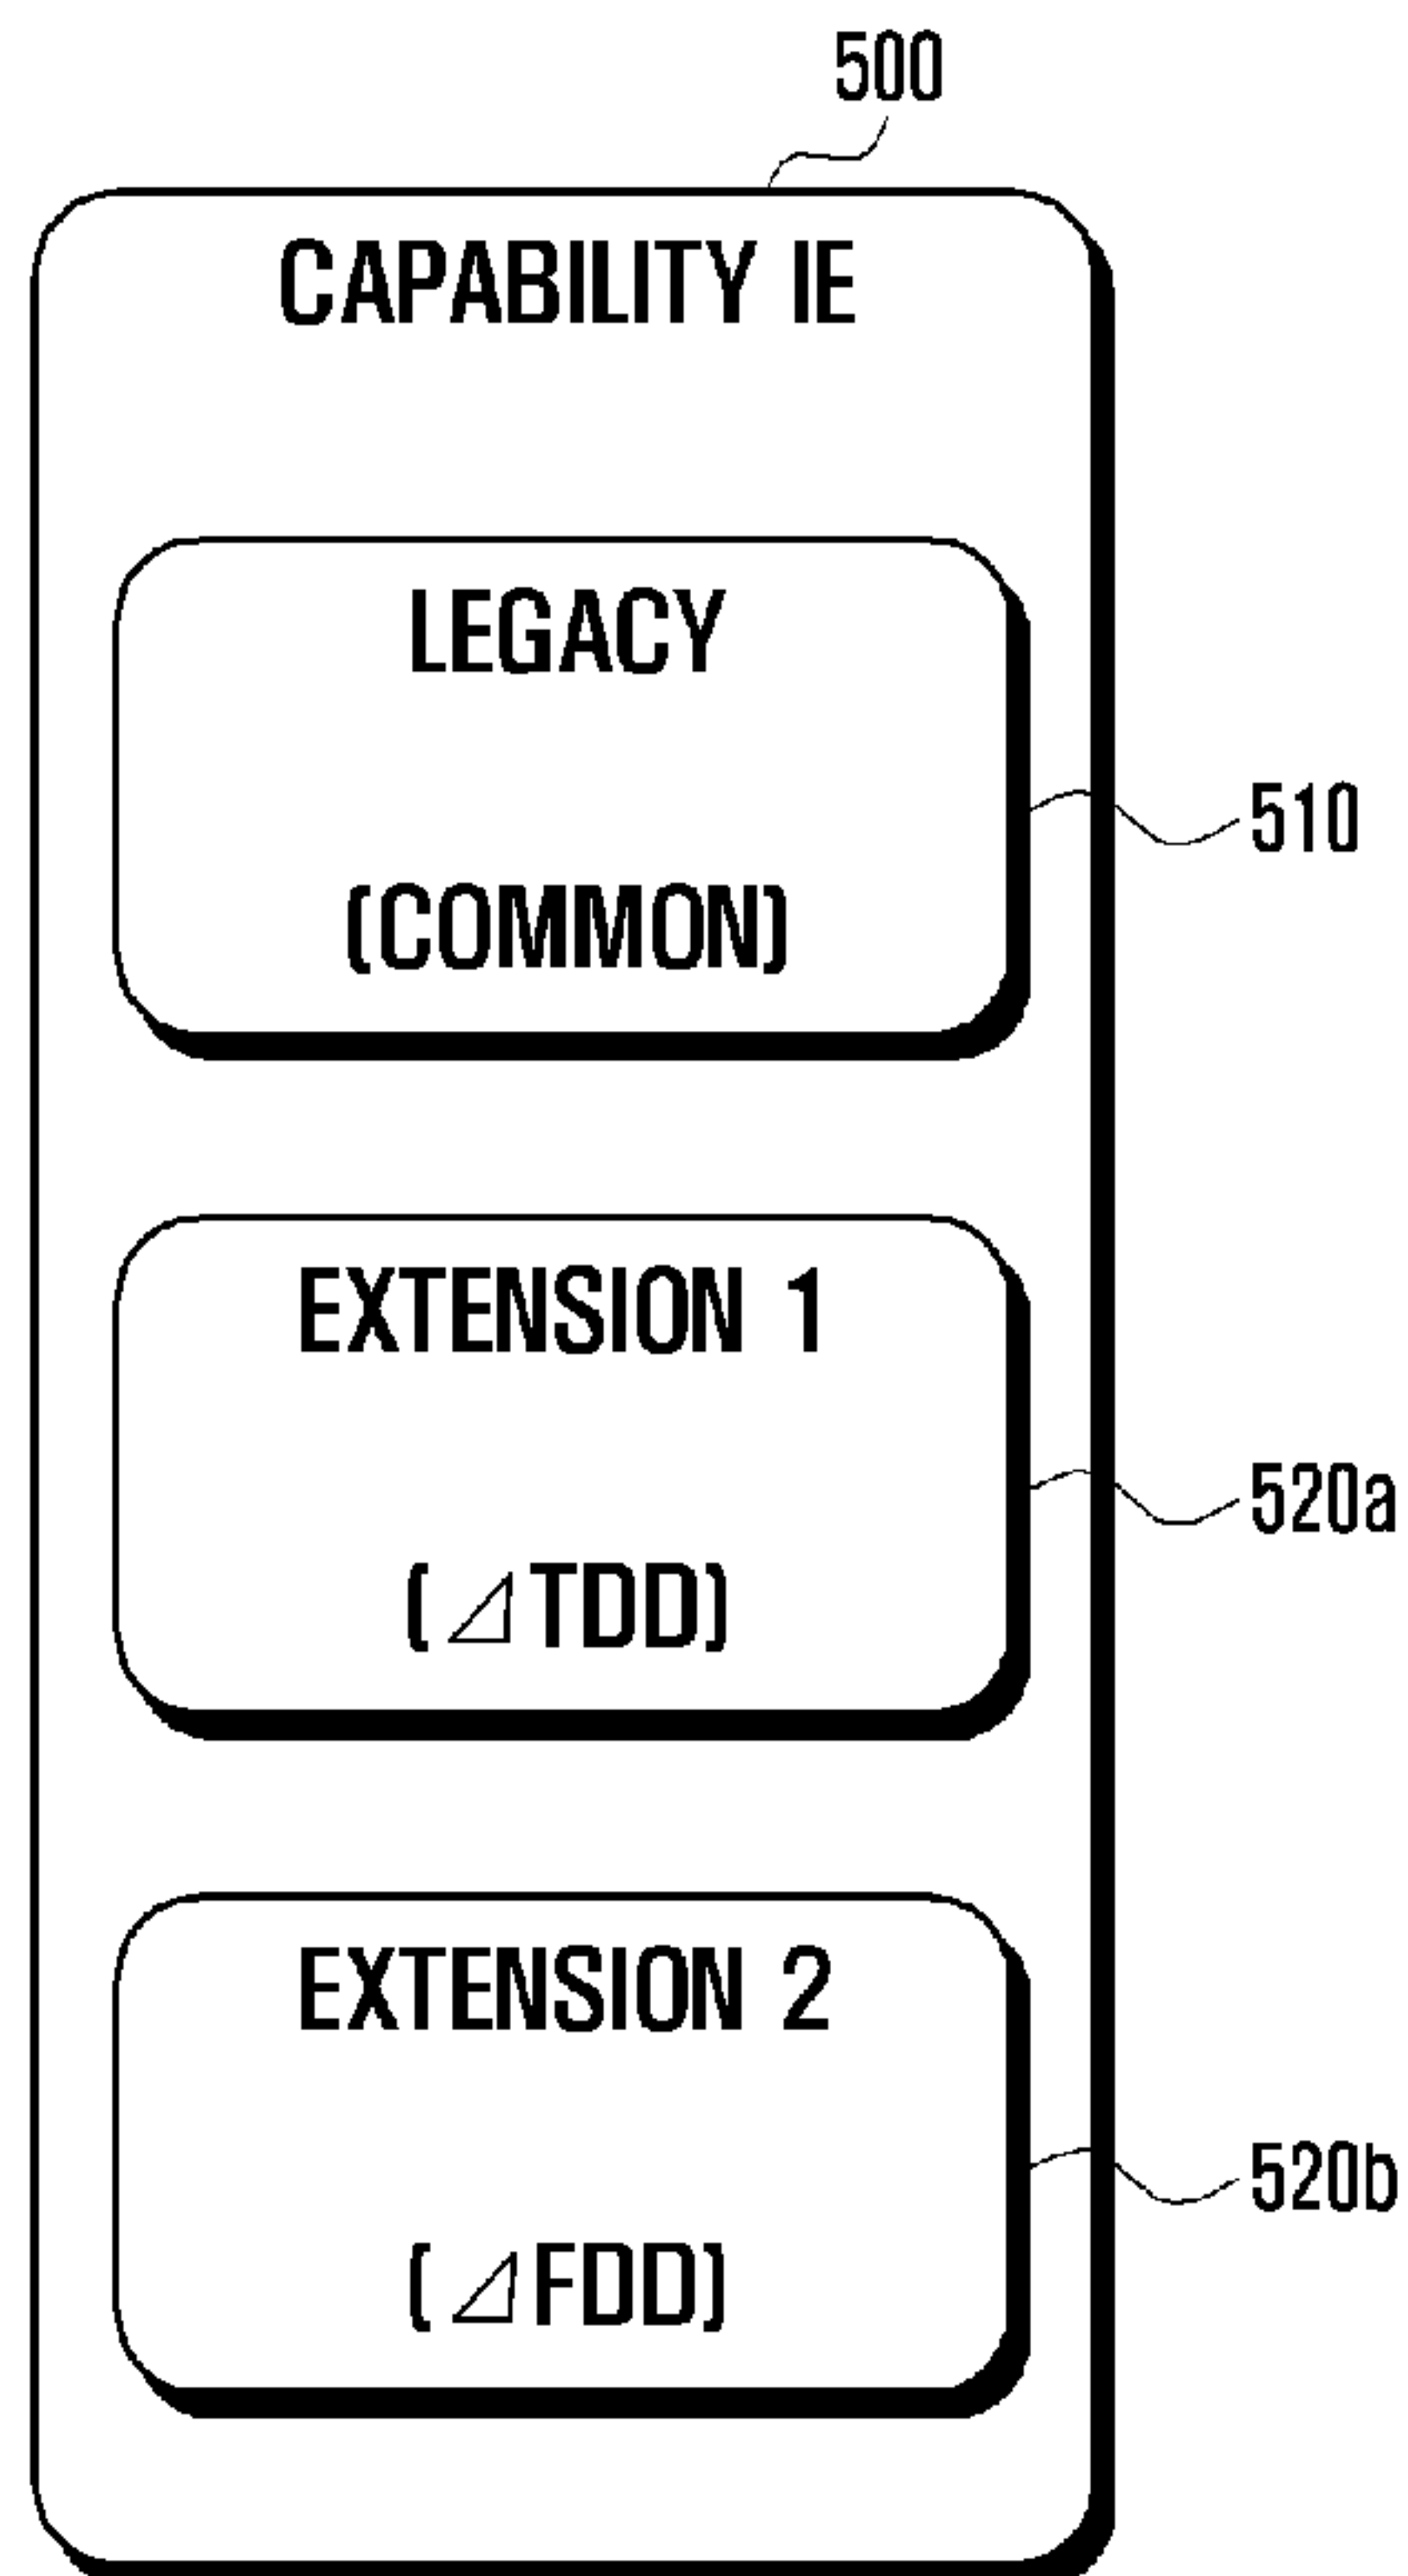 500
CAPABILITY IE
LEGACY
510
(COMMON)
EXTENSION 1
520a
(⊿TDD)
EXTENSION 2
520b
(⊿FDD)